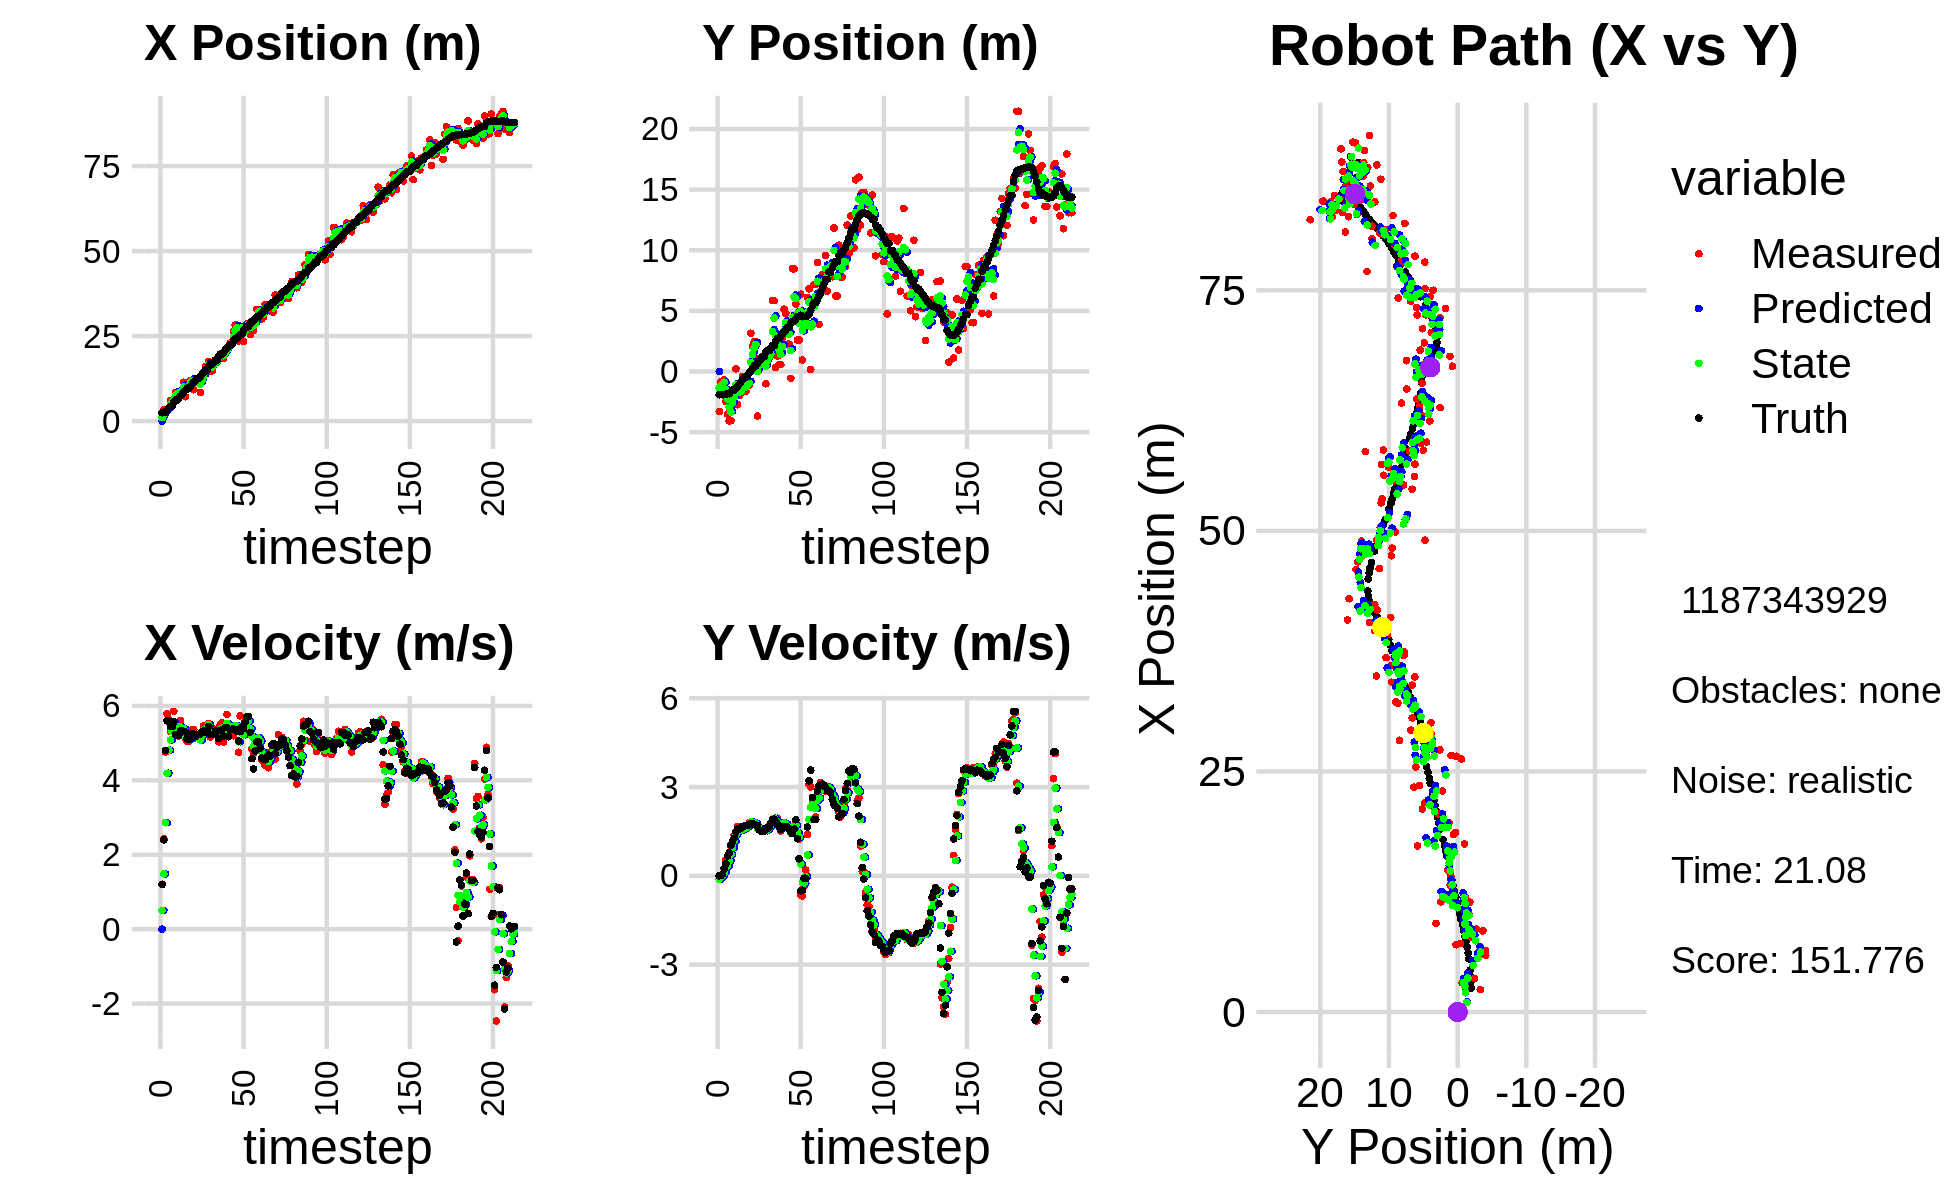 X Position (m)
75
50
25
0
0
50
100
150
200
timestep
Y Position (m)
20
15
10
5
0
-5
0
50
100
150
200
timestep
X Velocity (m/s)
6
4
2
0
-2
0
50
100
150
200
timestep
Y Velocity (m/s)
6
3
0
-3
0
50
100
150
200
timestep
Robot Path (X vs Y)
X Position (m)
75
50
25
0
20 10 0 -10 -20
Y Position (m)
variable
Measured
Predicted
State
Truth
1187343929
Obstacles: none
Noise: realistic
Time: 21.08
Score: 151.776